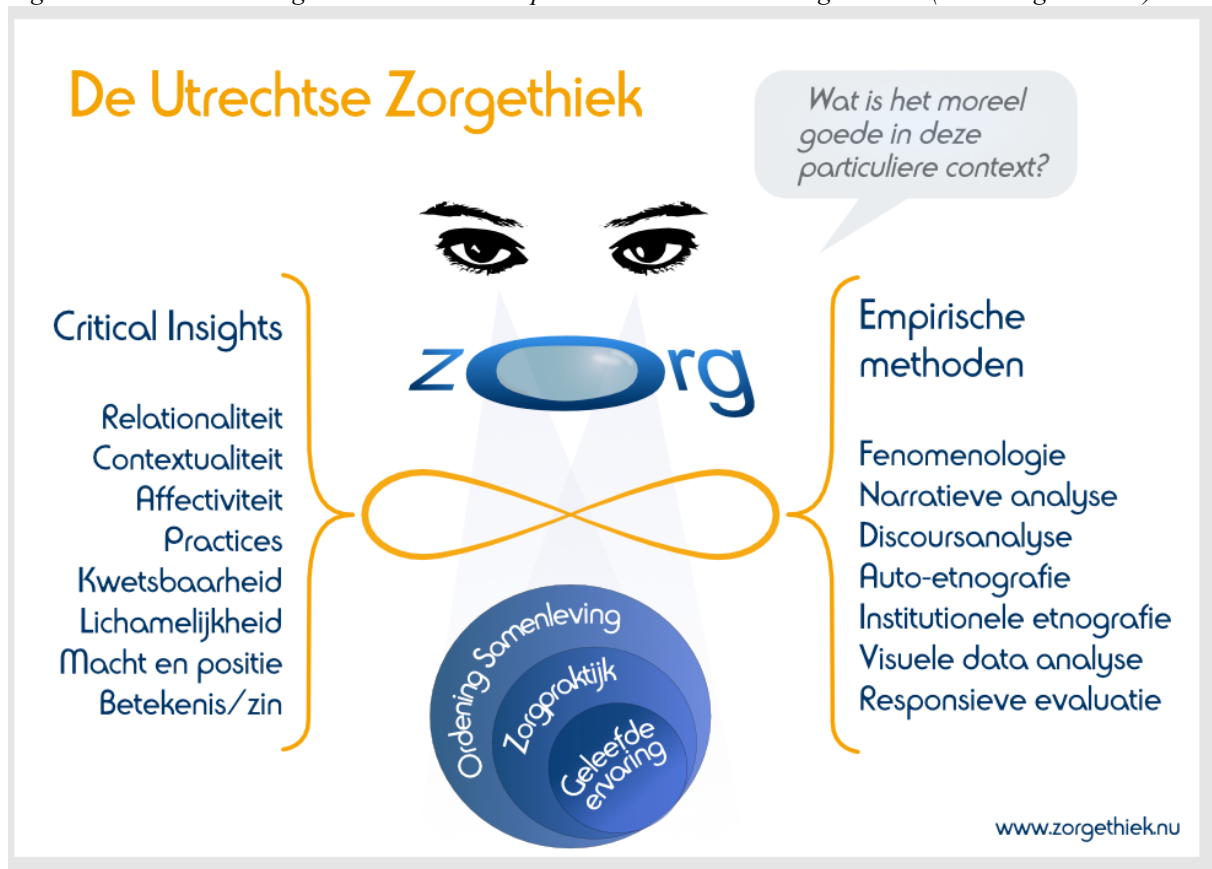 De Utrechtse Zorgethiek
Wat is het moreel
goede in deze
particuliere context?
Critical Insights
Relationaliteit
Contextualiteit
Affectiviteit
Practices
Kwetsbaarheid
Lichamelijkheid
Macht en positie
Betekenis/zin
zorg
Empirische
methoden
Fenomenologie
Narratieve analyse
Discoursanalyse
Auto-etnografie
Institutionele etnografie
Visuele data analyse
Responsieve evaluatie
Ordening Samenleving
Zorgpraktijk
Geleefde
ervaring
www.zorgethiek.nu